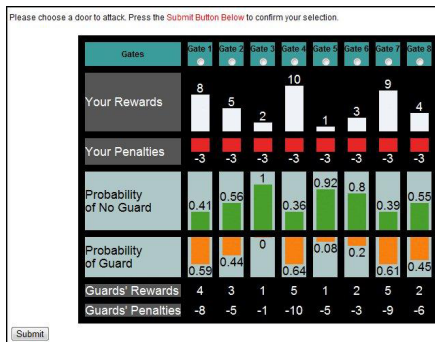 Please choose a door to attack. Press the Submit Button Below to confirm your selection.
Gates Gate 1 Gate 2 Gate 3 Gate 4 Gate 5 Gate 6 Gate 7 Gate 8
Your Rewards 8 5 2 10 1 3 9 4
Your Penalties -3 -3 -3 -3 -3 -3 -3 -3
Probability
of No Guard 0.41 0.56 1 0.36 0.92 0.8 0.39 0.55
Probability
of Guard 0.59 0.44 0 0.64 0.08 0.2 0.61 0.45
Guards' Rewards 4 3 1 5 1 2 5 2
Guards' Penalties -8 -5 -1 -10 -5 -3 -9 -6
Submit